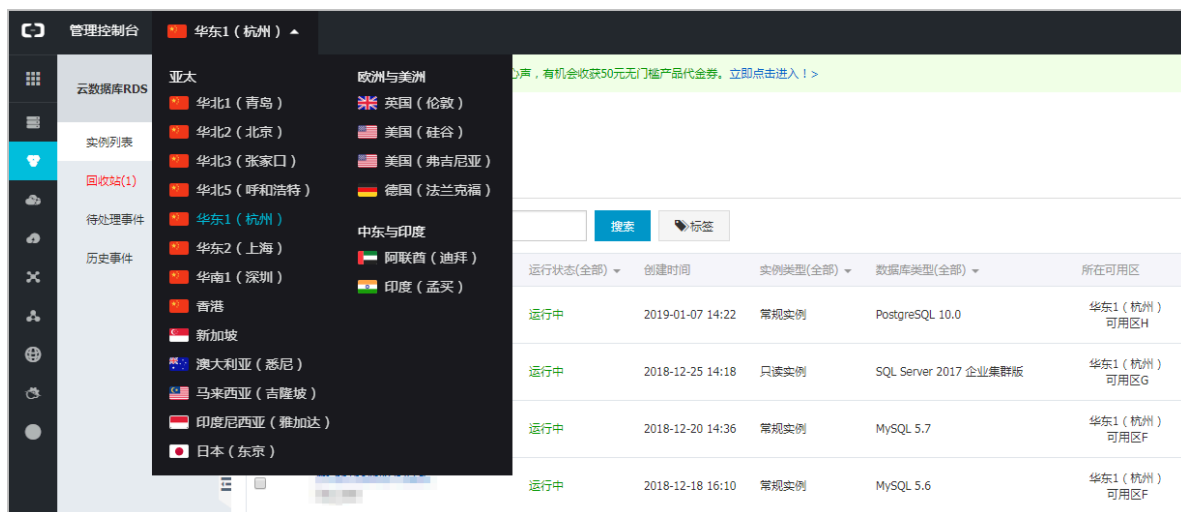 管理控制台
华东1 ( 杭州 )
亚太
华北1 ( 青岛 )
华北2 ( 北京 )
华北3 ( 张家口 )
华北5 ( 呼和浩特 )
华东1 ( 杭州 )
华东2 ( 上海 )
华南1 ( 深圳 )
香港
新加坡
澳大利亚 ( 悉尼 )
马来西亚 ( 吉隆坡 )
印度尼西亚 ( 雅加达 )
日本 ( 东京 )
欧洲与美洲
英国 ( 伦敦 )
美国 ( 硅谷 )
美国 ( 弗吉尼亚 )
德国 ( 法兰克福 )
中东与印度
阿联酋 ( 迪拜 )
印度 ( 孟买 )
云数据库RDS
实例列表
回收站(1)
待处理事件
历史事件
声，有机会收获50元无门槛产品代金券。立即点击进入！>
搜索
标签
运行状态(全部) 创建时间 实例类型(全部) 数据库类型(全部) 所在可用区
运行中 2019-01-07 14:22 常规实例 PostgreSQL 10.0 华东1 ( 杭州 )
可用区H
运行中 2018-12-25 14:18 只读实例 SQL Server 2017 企业集群版 华东1 ( 杭州 )
可用区G
运行中 2018-12-20 14:36 常规实例 MySQL 5.7 华东1 ( 杭州 )
可用区F
运行中 2018-12-18 16:10 常规实例 MySQL 5.6 华东1 ( 杭州 )
可用区F